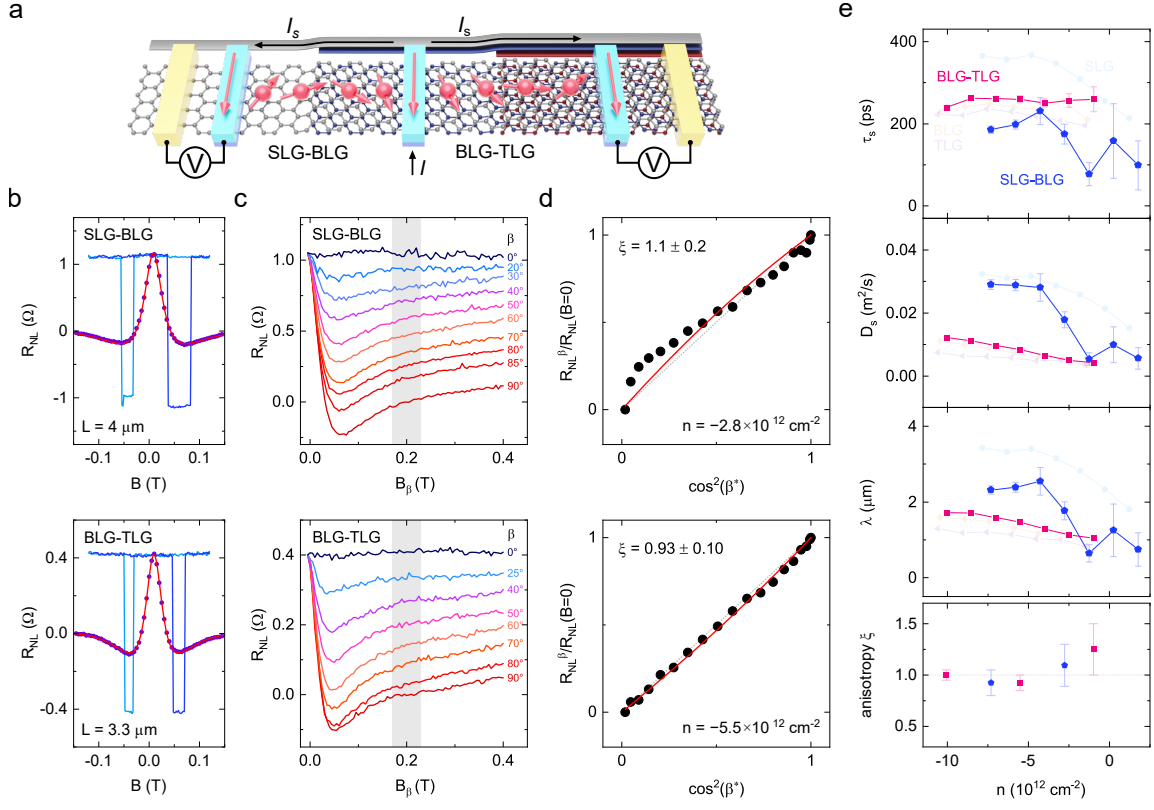 a
I_s
I_s
V
SLG-BLG
I
BLG-TLG
V
b
SLG-BLG
1
0
-1
R_NL (Ω)
L = 4 μm
-0.1
0.0
0.1
B (T)
BLG-TLG
0.4
0.0
-0.4
R_NL (Ω)
L = 3.3 μm
-0.1
0.0
0.1
B (T)
c
SLG-BLG
β
0°
20°
30°
40°
50°
60°
70°
80°
85°
90°
1.0
0.5
0.0
R_NL (Ω)
0.0
0.2
0.4
B_β (T)
BLG-TLG
β
0°
25°
40°
50°
60°
70°
80°
90°
0.4
0.2
0.0
R_NL (Ω)
0.0
0.2
0.4
B_β (T)
d
ξ = 1.1 ± 0.2
1
0
R_NL^β/R_NL(B=0)
n = −2.8×10^12 cm^-2
0
1
cos²(β*)
ξ = 0.93 ± 0.10
1
0
R_NL^β/R_NL(B=0)
n = −5.5×10^12 cm^-2
0
1
cos²(β*)
e
400
200
0
τ_s (ps)
SLG
BLG-TLG
BLG
TLG
SLG-BLG
0.04
0.02
0.00
D_s (m²/s)
4
2
0
λ (μm)
1.5
1.0
0.5
anisotropy ξ
-10
-5
0
n (10^12 cm^-2)